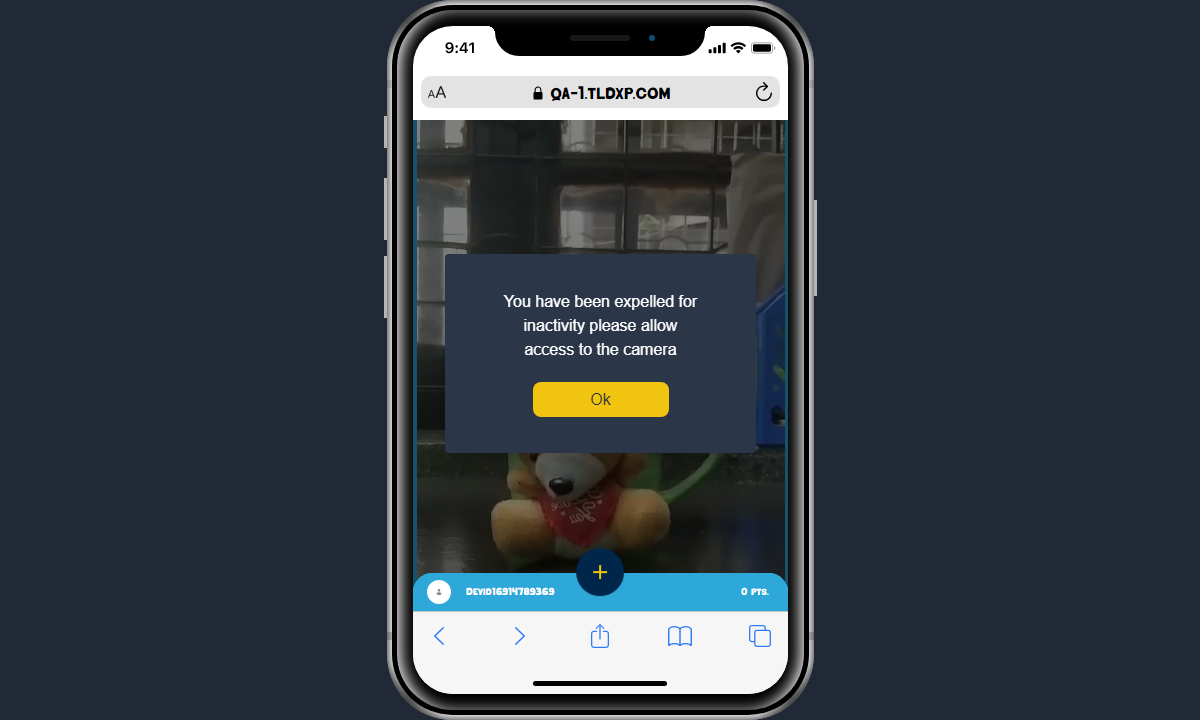 9:41
AA QA-1.TLDXP.COM
You have been expelled for
inactivity please allow
access to the camera
Ok
DEVID16914789369
0 PTS.